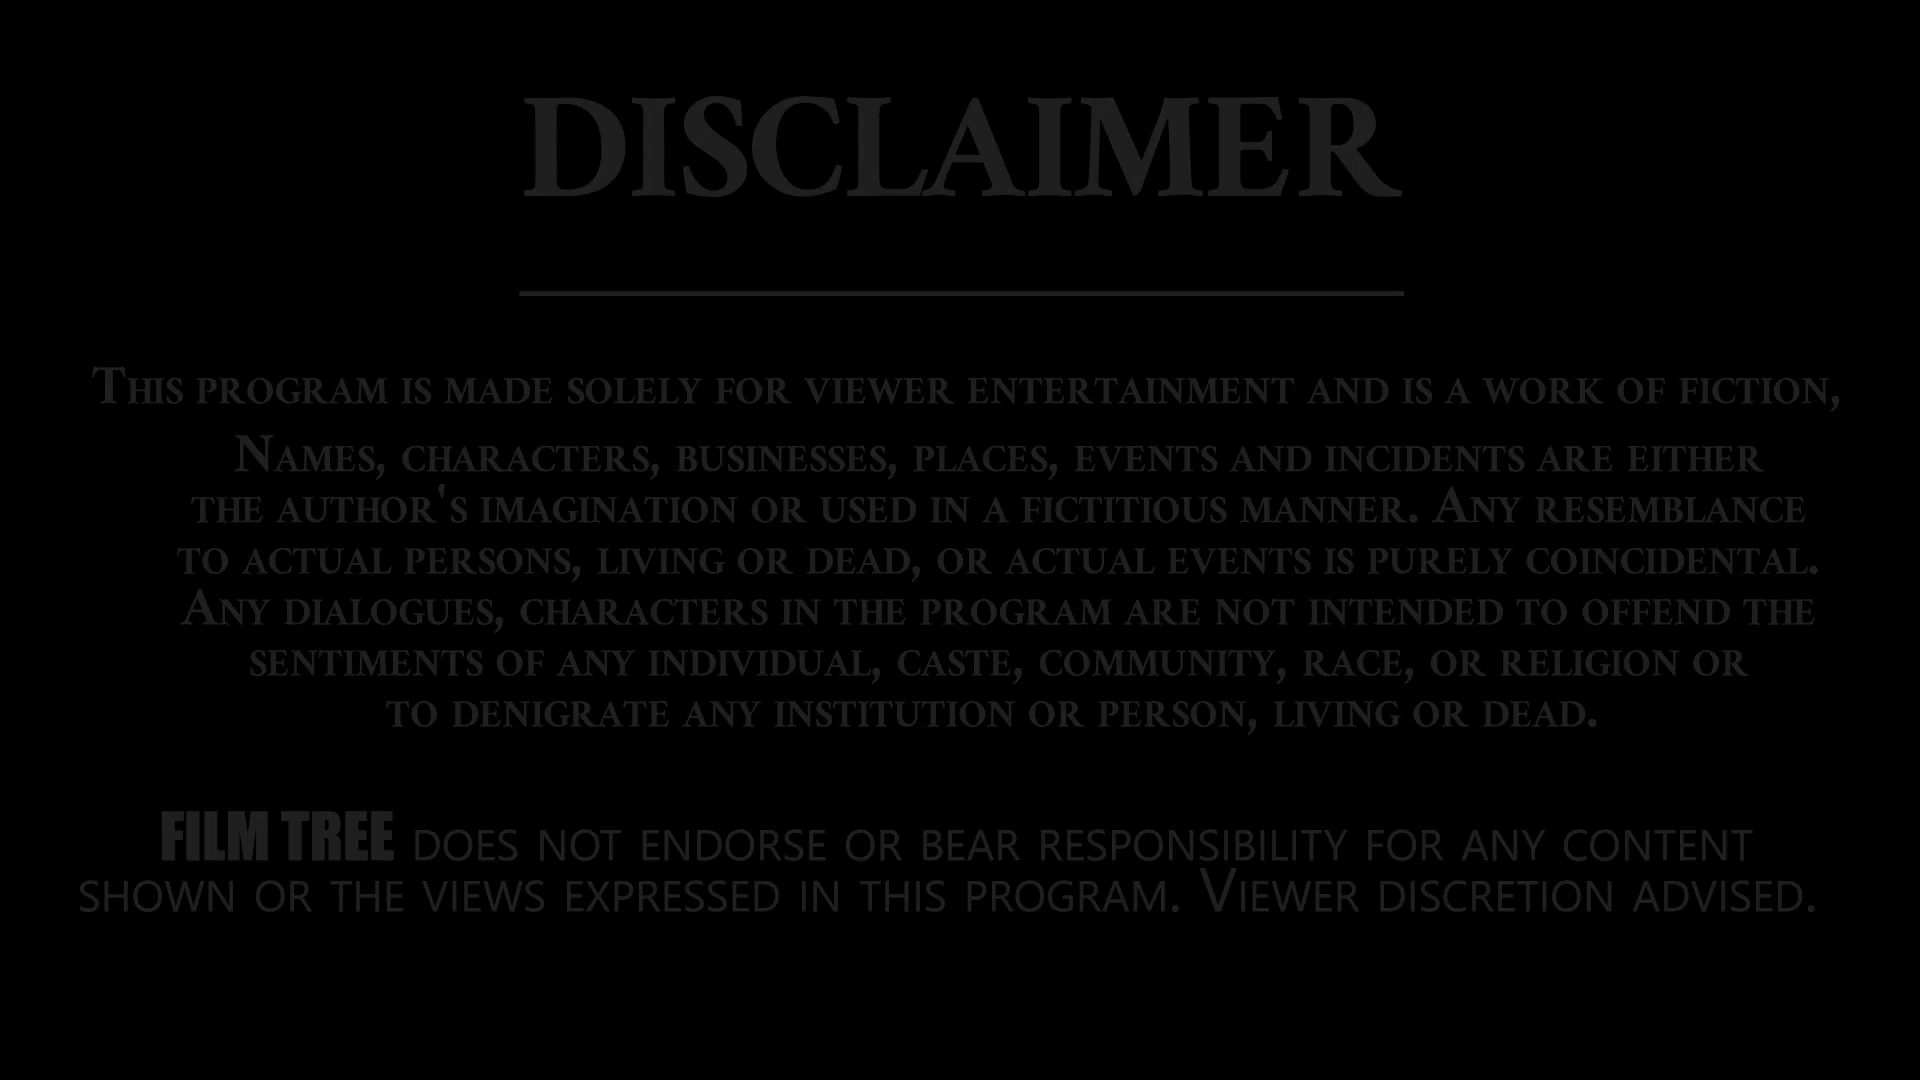 DISCLAIMER
This program is made solely for viewer entertainment and is a work of fiction,
Names, characters, businesses, places, events and incidents are either
the author's imagination or used in a fictitious manner. Any resemblance
to actual persons, living or dead, or actual events is purely coincidental.
Any dialogues, characters in the program are not intended to offend the
sentiments of any individual, caste, community, race, or religion or
to denigrate any institution or person, living or dead.
FILM TREE does not endorse or bear responsibility for any content
shown or the views expressed in this program. Viewer discretion advised.